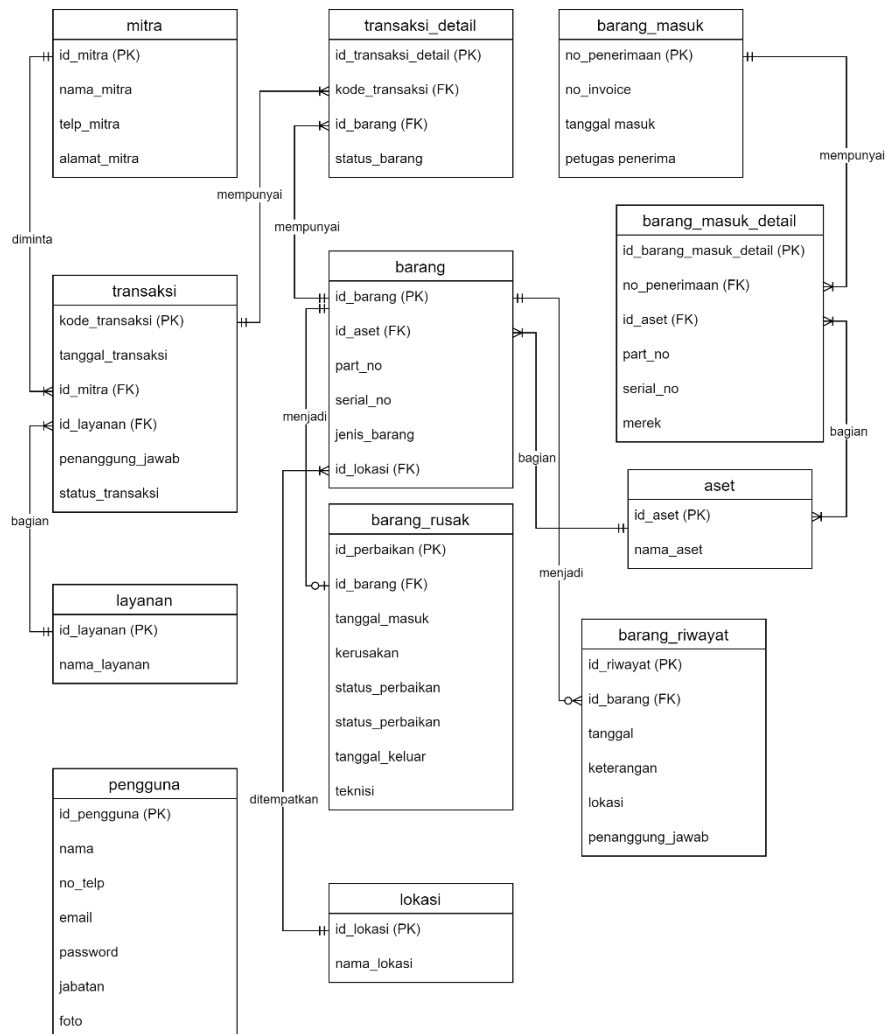 mitra
id_mitra (PK)
nama_mitra
telp_mitra
alamat_mitra
transaksi_detail
id_transaksi_detail (PK)
kode_transaksi (FK)
id_barang (FK)
status_barang
barang_masuk
no_penerimaan (PK)
no_invoice
tanggal masuk
petugas penerima
mempunyai
mempunyai
mempunyai
diminta
barang_masuk_detail
id_barang_masuk_detail (PK)
no_penerimaan (FK)
id_aset (FK)
part_no
serial_no
merek
transaksi
kode_transaksi (PK)
tanggal_transaksi
id_mitra (FK)
id_layanan (FK)
penanggung_jawab
status_transaksi
barang
id_barang (PK)
id_aset (FK)
part_no
serial_no
jenis_barang
id_lokasi (FK)
menjadi
bagian
bagian
bagian
aset
id_aset (PK)
nama_aset
barang_rusak
id_perbaikan (PK)
id_barang (FK)
tanggal_masuk
kerusakan
status_perbaikan
status_perbaikan
tanggal_keluar
teknisi
menjadi
layanan
id_layanan (PK)
nama_layanan
barang_riwayat
id_riwayat (PK)
id_barang (FK)
tanggal
keterangan
lokasi
penanggung_jawab
pengguna
id_pengguna (PK)
nama
no_telp
email
password
jabatan
foto
ditempatkan
lokasi
id_lokasi (PK)
nama_lokasi